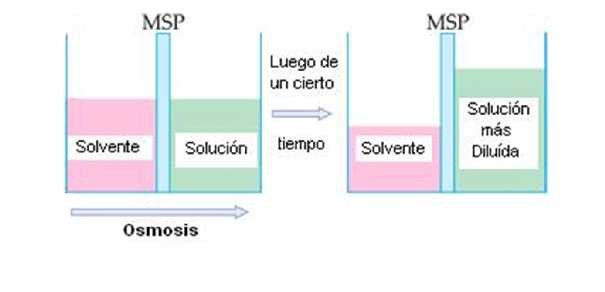 MSP
Solvente
Solución
Osmosis
Luego de
un cierto
tiempo
MSP
Solvente
Solución
más
Diluída